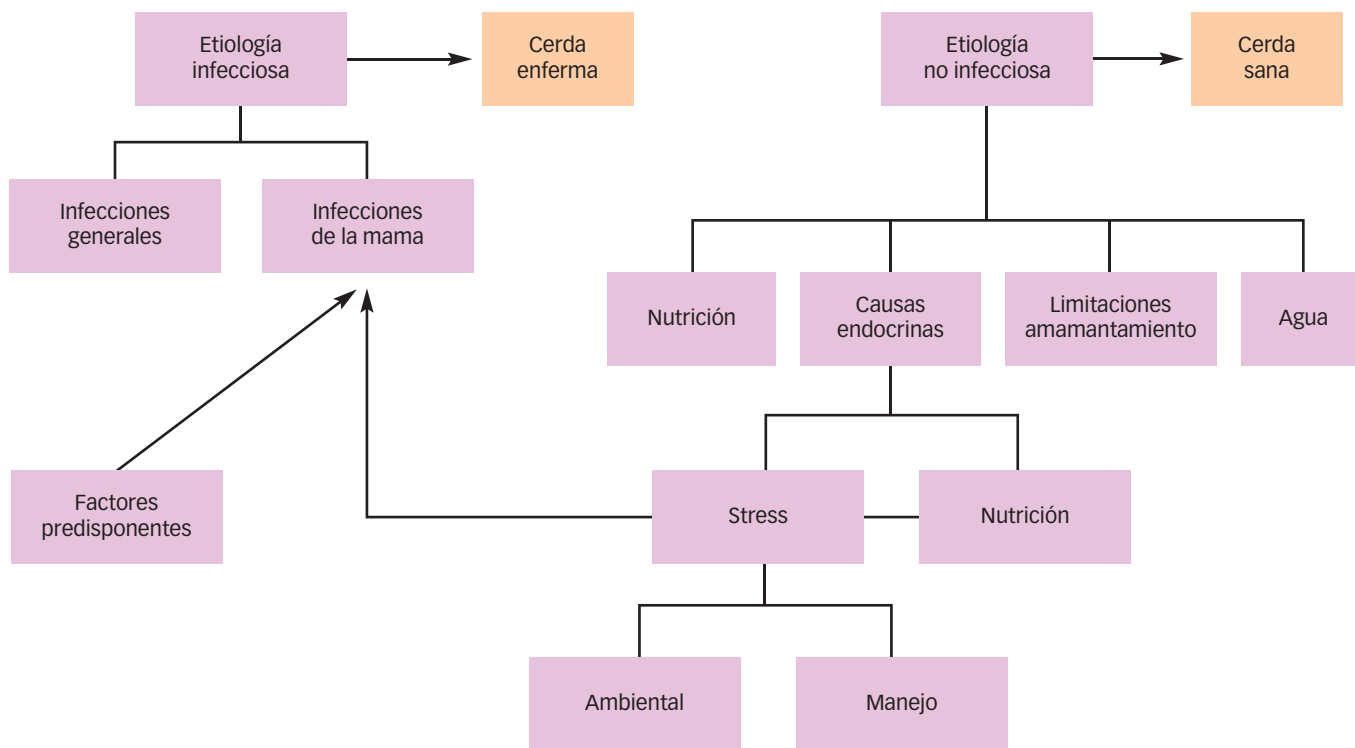 Etiología
infecciosa
Cerda
enferma
Etiología
no infecciosa
Cerda
sana
Infecciones
generales
Infecciones
de la mama
Nutrición
Causas
endocrinas
Limitaciones
amamantamiento
Agua
Factores
predisponentes
Stress
Nutrición
Ambiental
Manejo